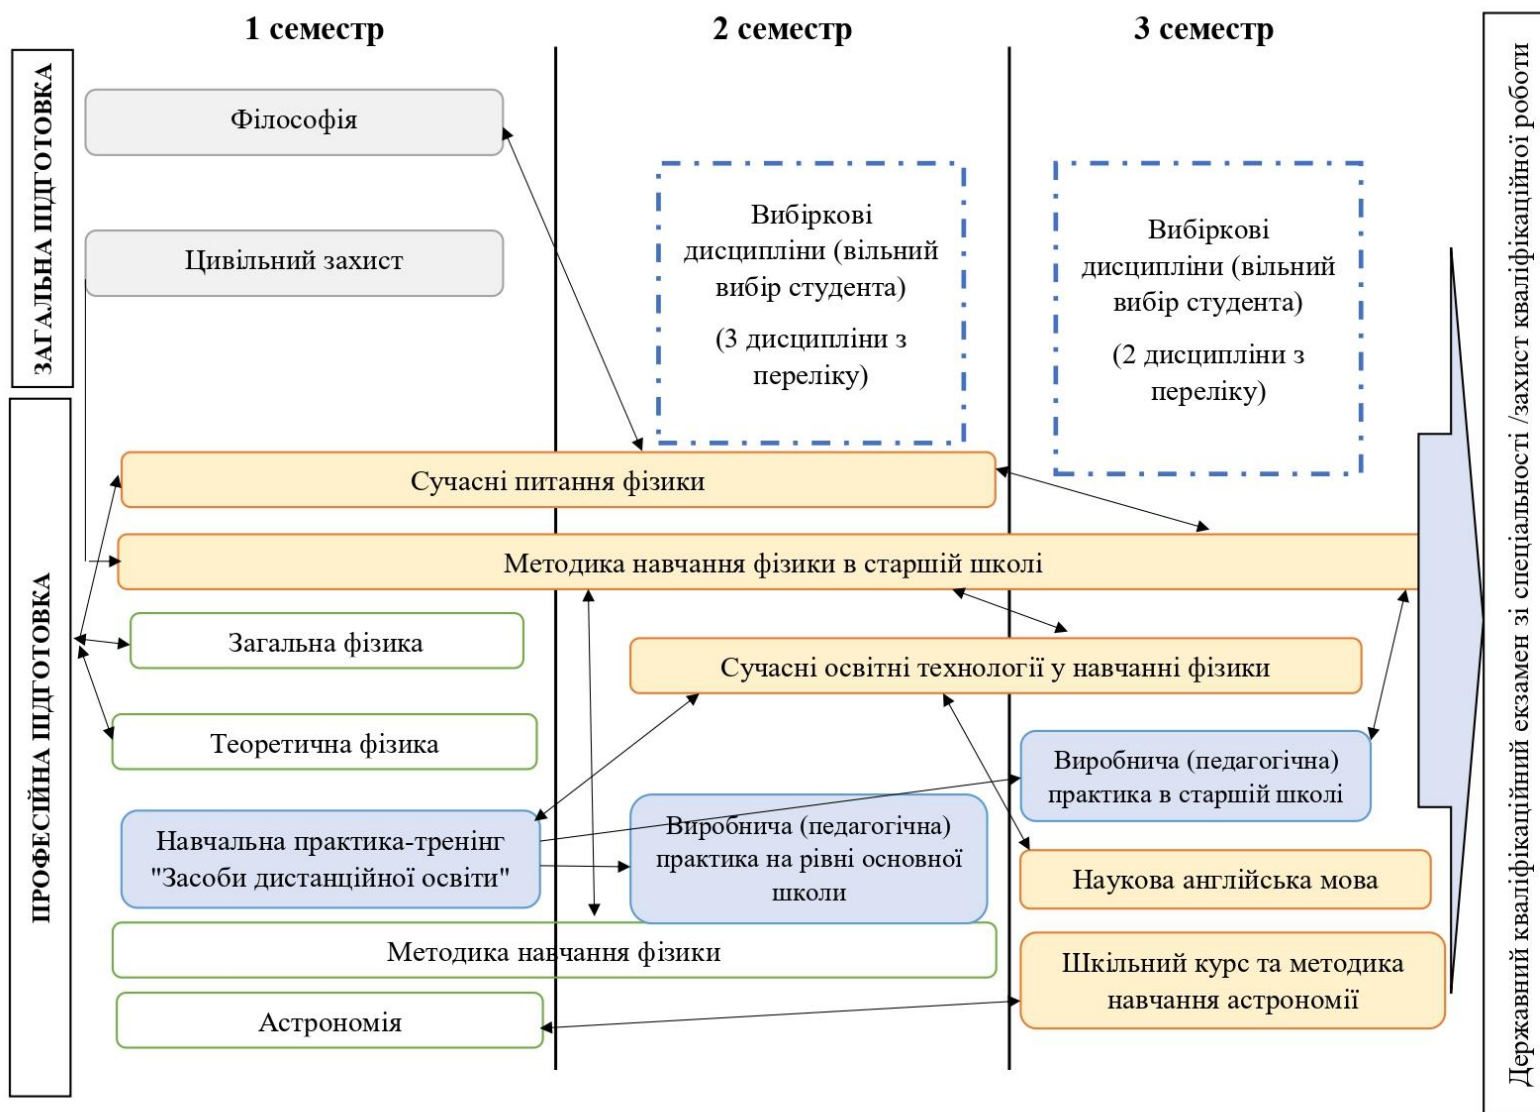 1 семестр
2 семестр
3 семестр
ЗАГАЛЬНА ПІДГОТОВКА
Філософія
Цивільний захист
Вибіркові
дисципліни (вільний
вибір студента)
(3 дисципліни з
переліку)
Вибіркові
дисципліни (вільний
вибір студента)
(2 дисципліни з
переліку)
ПРОФЕСІЙНА ПІДГОТОВКА
Сучасні питання фізики
Методика навчання фізики в старшій школі
Загальна фізика
Сучасні освітні технології у навчанні фізики
Теоретична фізика
Виробнича (педагогічна)
практика в старшій школі
Навчальна практика-тренінг
"Засоби дистанційної освіти"
Виробнича (педагогічна)
практика на рівні основної
школи
Наукова англійська мова
Методика навчання фізики
Шкільний курс та методика
навчання астрономії
Астрономія
Державний кваліфікаційний екзамен зі спеціальності /захист кваліфікаційної роботи